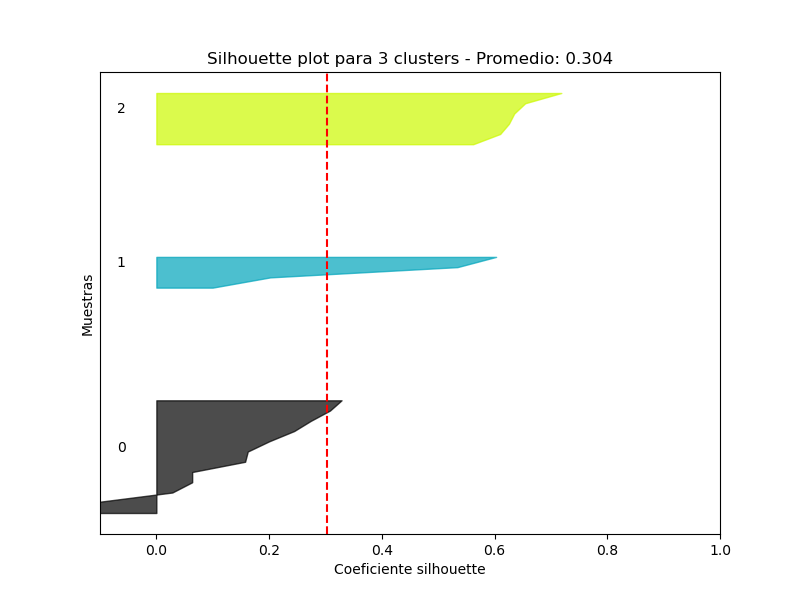 Silhouette plot para 3 clusters - Promedio: 0.304
2
1
0
Muestras
0.0 0.2 0.4 0.6 0.8 1.0
Coeficiente silhouette